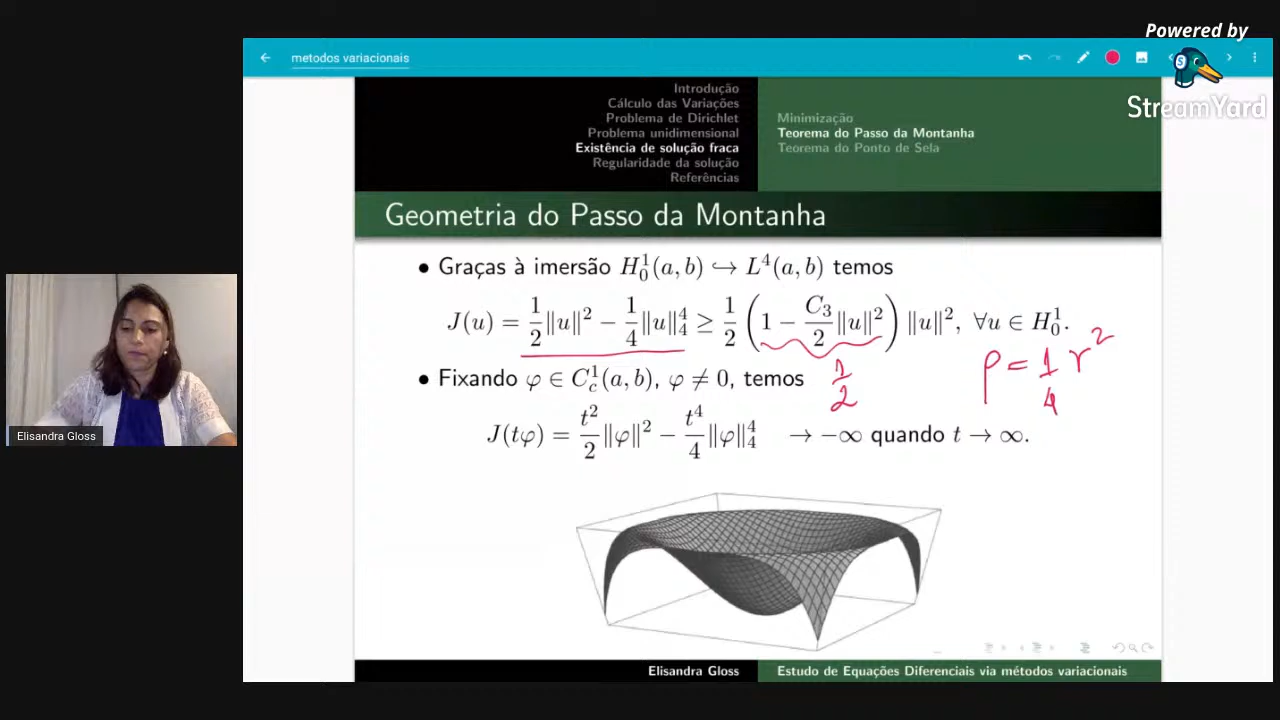 Powered by
StreamYard
metodos variacionais
Introdução
Cálculo das Variações
Problema de Dirichlet
Problema unidimensional
Existência de solução fraca
Regularidade da solução
Referências
Minimização
Teorema do Passo da Montanha
Teorema do Ponto de Sela
Geometria do Passo da Montanha
• Graças à imersão H₀¹(a, b) ↪ L⁴(a, b) temos
J(u) = 1/2 ‖u‖² − 1/4 ‖u‖₄⁴ ≥ 1/2 (1 − C₃/2 ‖u‖²) ‖u‖², ∀u ∈ H₀¹.
• Fixando φ ∈ C_c¹(a, b), φ ≠ 0, temos
1/2
ρ = 1/4 r²
J(tφ) = t²/2 ‖φ‖² − t⁴/4 ‖φ‖₄⁴ → −∞ quando t → ∞.
Elisandra Gloss
Elisandra Gloss
Estudo de Equações Diferenciais via métodos variacionais